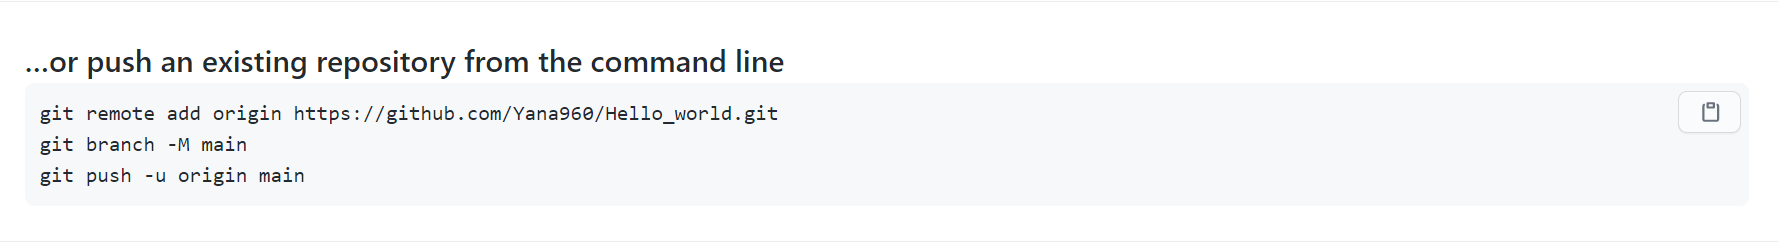 ...or push an existing repository from the command line
git remote add origin https://github.com/Yana960/Hello_world.git
git branch -M main
git push -u origin main